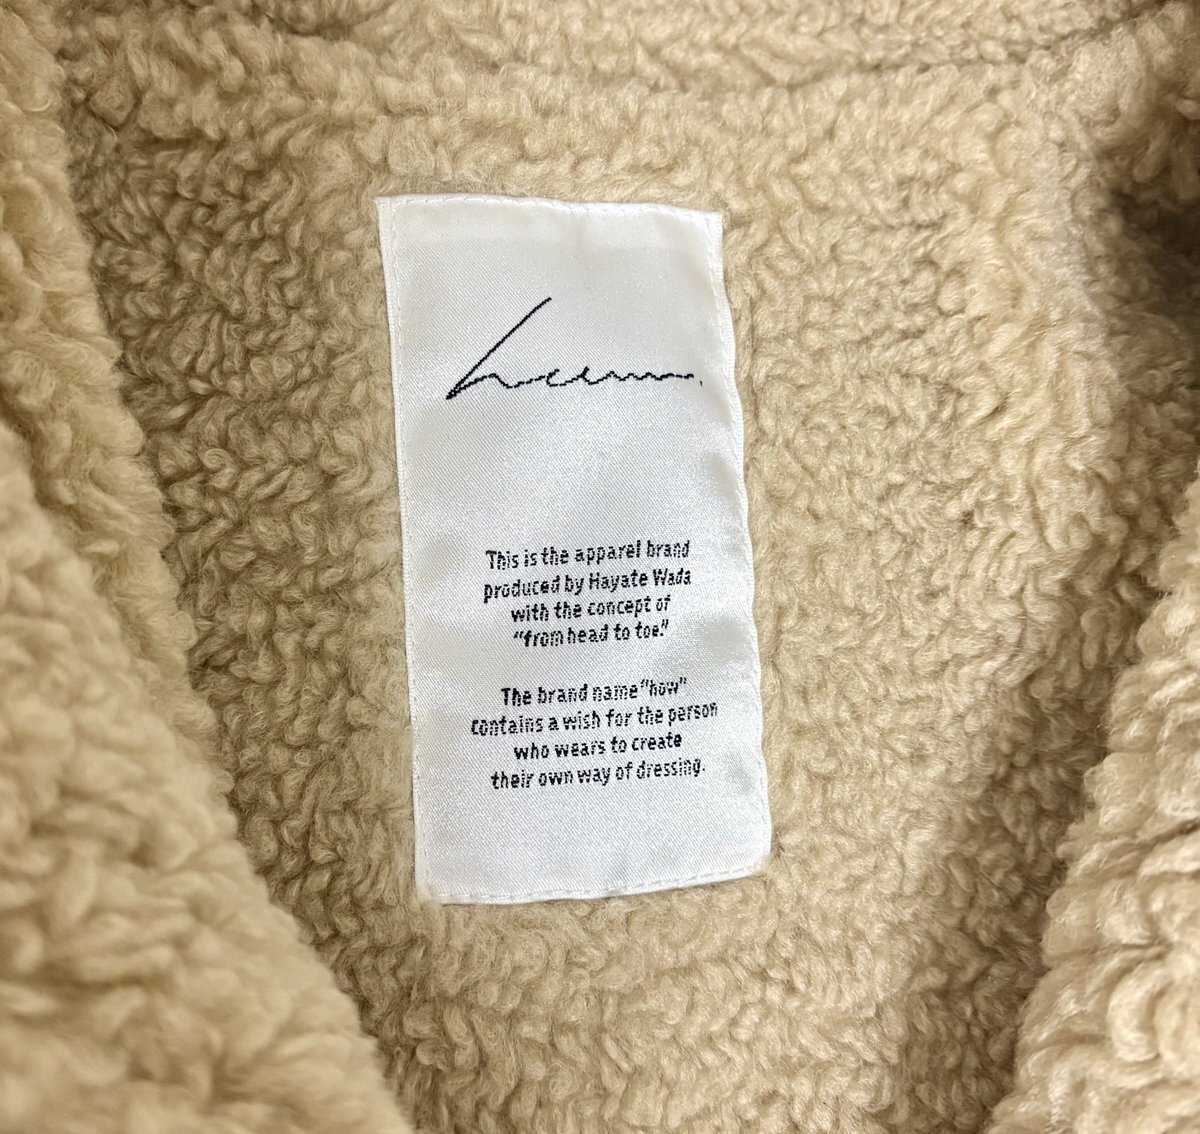 This is the apparel brand
produced by Hayate Wada
with the concept of
“from head to toe.”
The brand name “how”
contains a wish for the person
who wears to create
their own way of dressing.